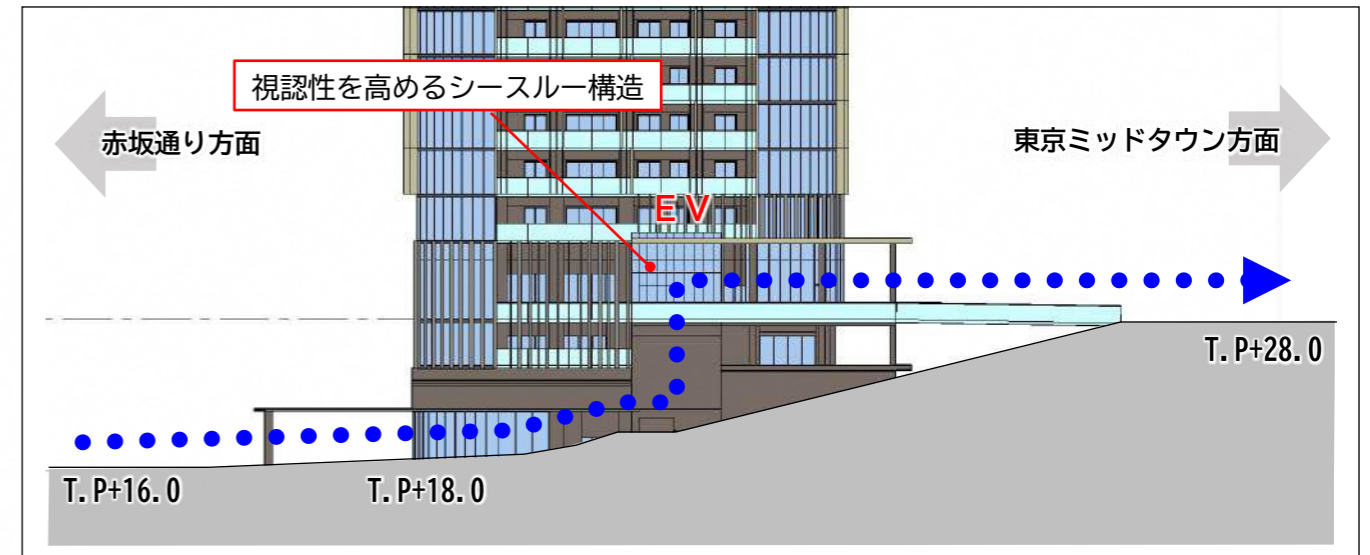 視認性を高めるシースルー構造
赤坂通り方面
東京ミッドタウン方面
ＥＶ
T.P+28.0
T.P+16.0
T.P+18.0